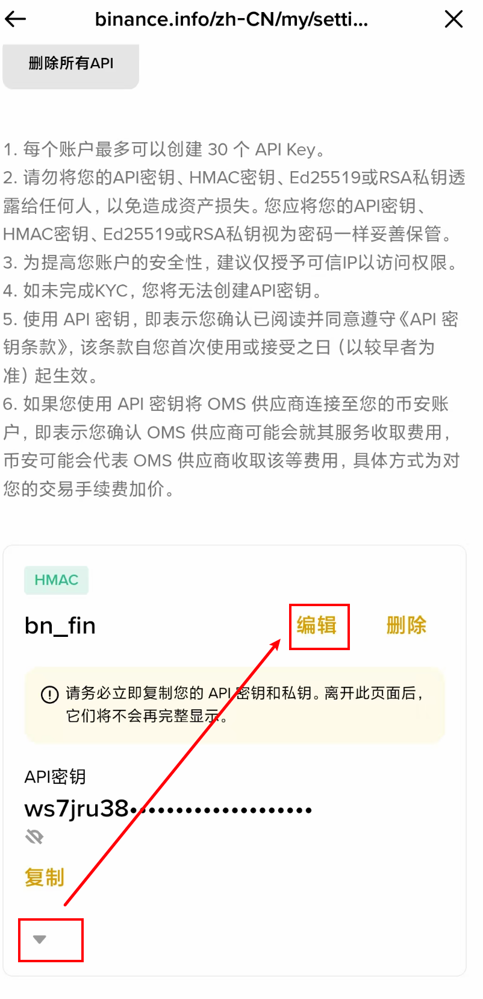 binance.info/zh-CN/my/setti...
删除所有API
1. 每个账户最多可以创建 30 个 API Key。
2. 请勿将您的API密钥、HMAC密钥、Ed25519或RSA私钥透
露给任何人，以免造成资产损失。您应将您的API密钥、
HMAC密钥、Ed25519或RSA私钥视为密码一样妥善保管。
3. 为提高您账户的安全性，建议仅授予可信IP以访问权限。
4. 如未完成KYC，您将无法创建API密钥。
5. 使用 API 密钥，即表示您确认已阅读并同意遵守《API 密
钥条款》，该条款自您首次使用或接受之日（以较早者为
准）起生效。
6. 如果您使用 API 密钥将 OMS 供应商连接至您的币安账
户，即表示您确认 OMS 供应商可能会就其服务收取费用，
币安可能会代表 OMS 供应商收取该等费用，具体方式为对
您的交易手续费加价。
HMAC
bn_fin 编辑 删除
请务必立即复制您的 API 密钥和私钥。离开此页面后，
它们将不会再完整显示。
API密钥
ws7jru38••••••••••••••••••••
复制